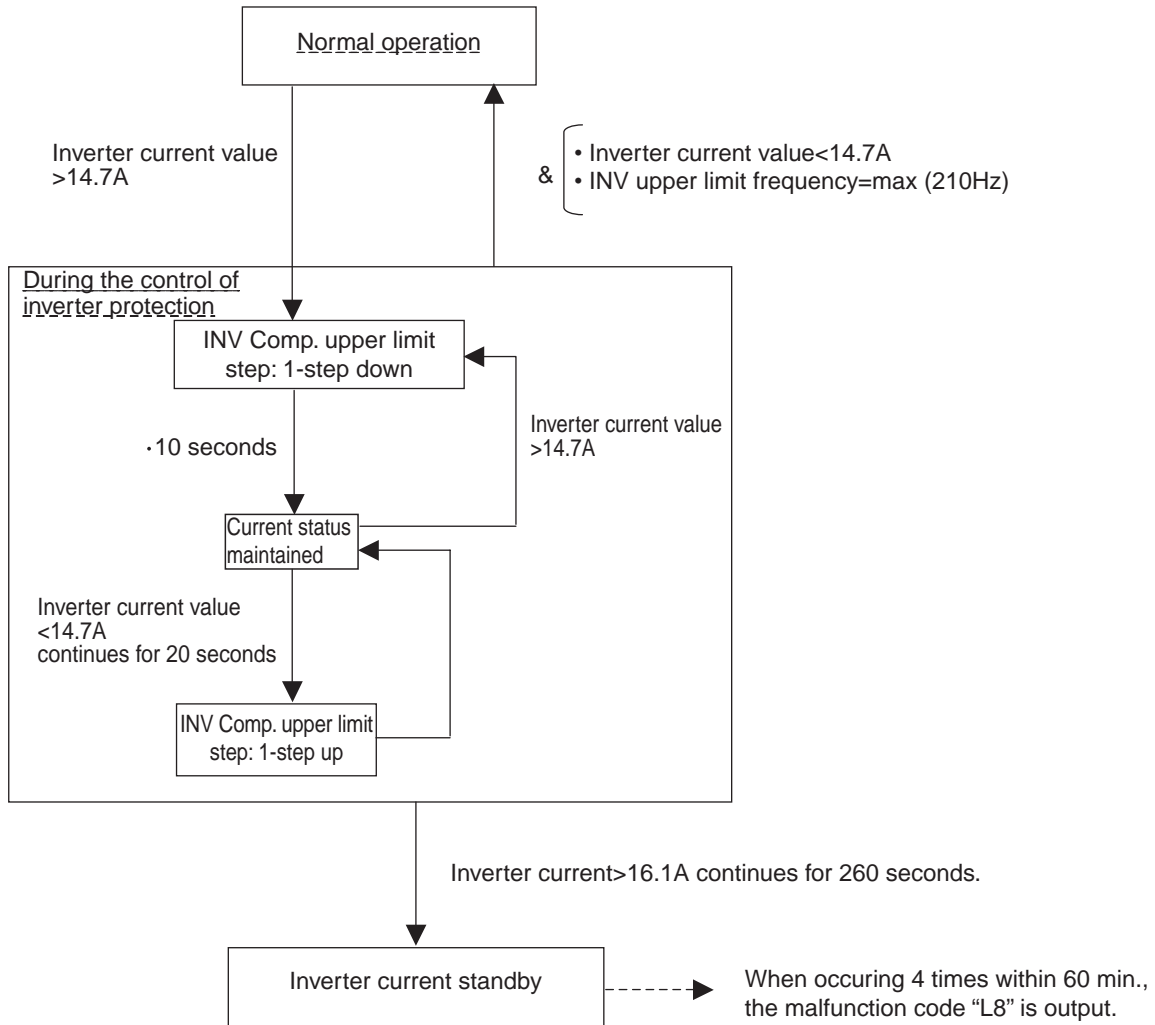 Normal operation
Inverter current value
>14.7A
&
• Inverter current value<14.7A
• INV upper limit frequency=max (210Hz)
During the control of
inverter protection
INV Comp. upper limit
step: 1-step down
Inverter current value
>14.7A
·10 seconds
Current status
maintained
Inverter current value
<14.7A
continues for 20 seconds
INV Comp. upper limit
step: 1-step up
Inverter current>16.1A continues for 260 seconds.
Inverter current standby
When occuring 4 times within 60 min.,
the malfunction code “L8” is output.